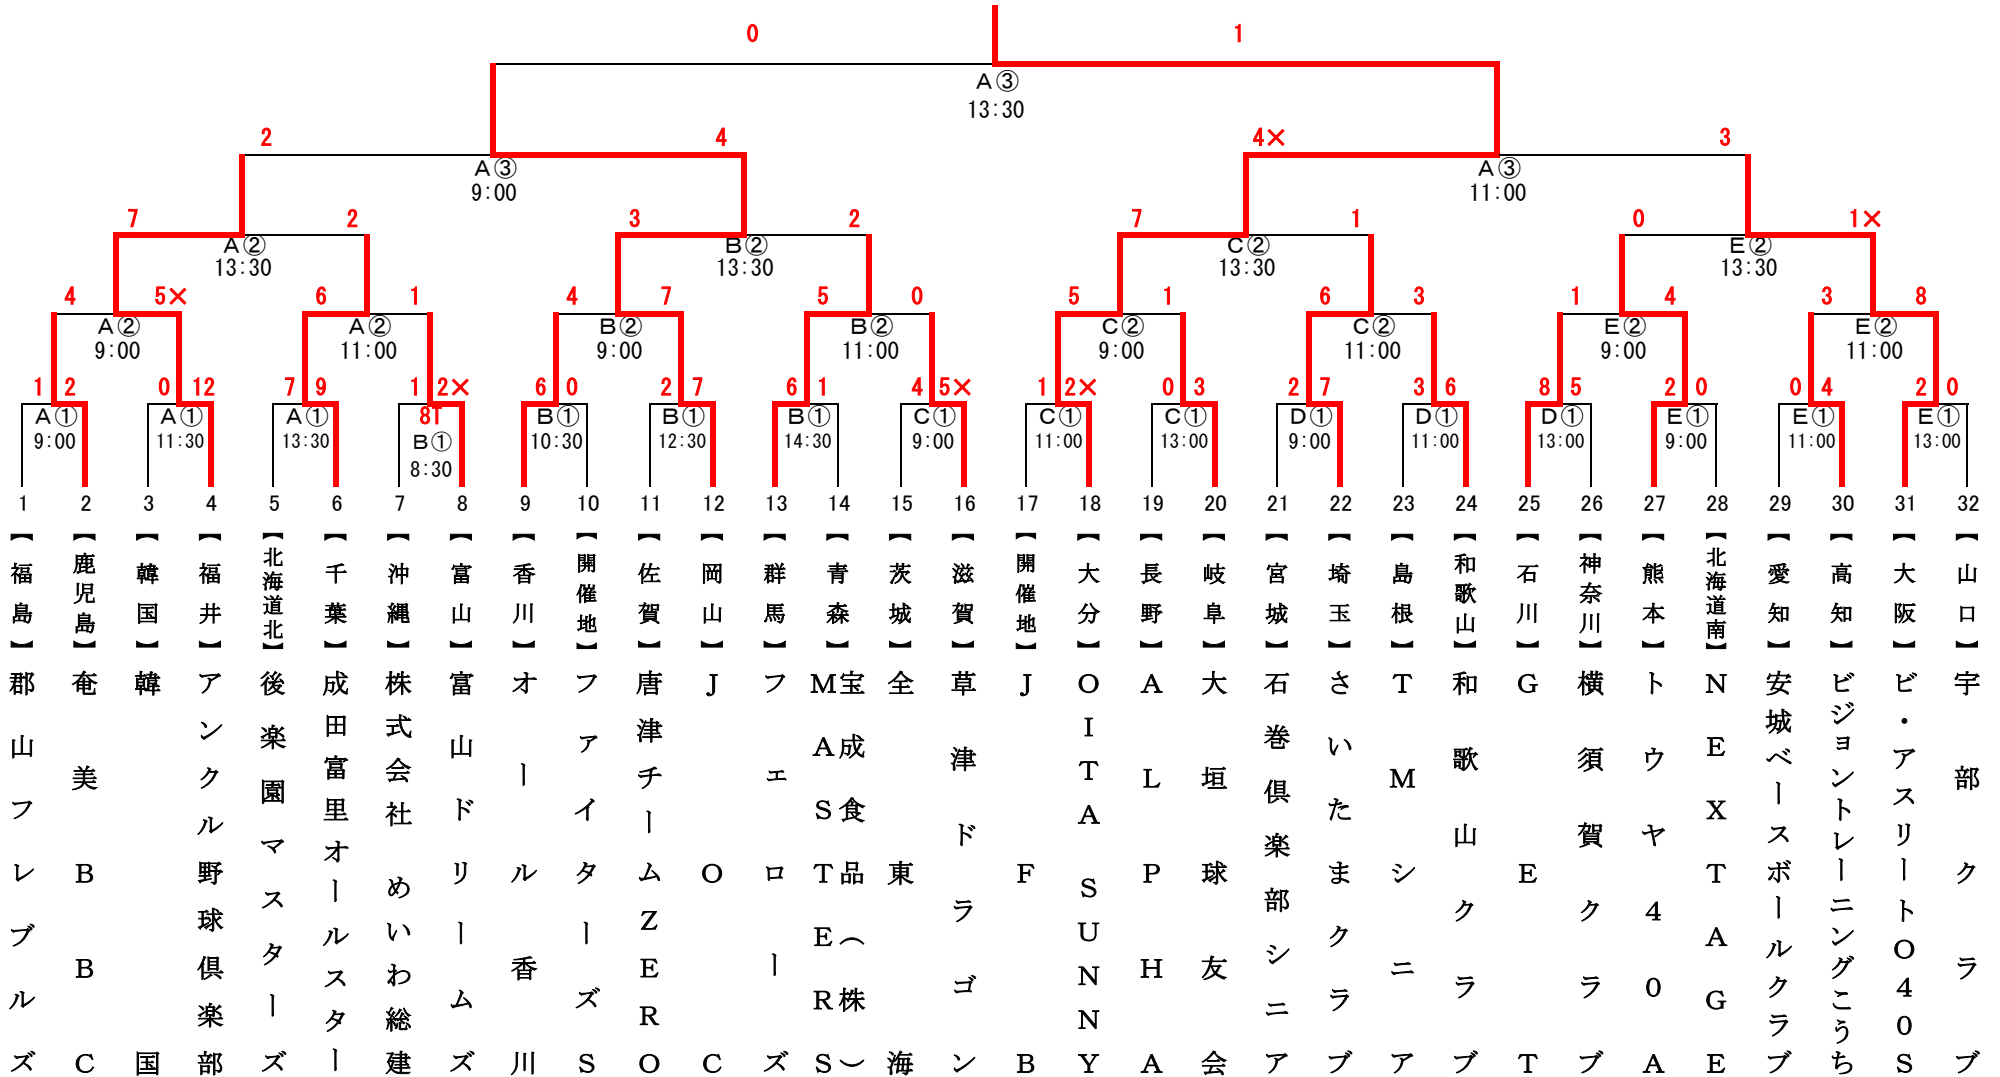 0 1
A③
13:30
2 4 4× 3
A③ A③
9:00 11:00
7 2 3 2 7 1 0 1×
A② B② C② E②
13:30 13:30 13:30 13:30
4 5× 6 1 4 7 5 0 5 1 6 3 1 4 3 8
A② A② B② B② C② C② E② E②
9:00 11:00 9:00 11:00 9:00 11:00 9:00 11:00
1 2 0 12 7 9 1 2× 6 0 2 7 6 1 4 5× 1 2× 0 3 2 7 3 6 8 5 2 0 0 4 2 0
A① A① A① 8T B① B① B① C① C① C① D① D① D① E① E① E①
9:00 11:30 13:30 B① 10:30 12:30 14:30 9:00 11:00 13:00 9:00 11:00 13:00 9:00 11:00 13:00
8:30
1 2 3 4 5 6 7 8 9 10 11 12 13 14 15 16 17 18 19 20 21 22 23 24 25 26 27 28 29 30 31 32
【福島】郡山フレブルズ
【鹿児島】奄美BBC
【韓国】韓国
【福井】アンクル野球倶楽部
【北海道北】後楽園マスターズ
【千葉】成田富里オールスター
【沖縄】株式会社 めいわ総建
【富山】富山ドリームズ
【香川】オール香川
【開催地】ファイターズS
【佐賀】唐津チームZERO
【岡山】JOC
【群馬】フェローズ
【青森】宝成食品(株)
MASTERS
【茨城】全東海
【滋賀】草津ドラゴン
【開催地】JFB
【大分】OITA SUNNY
【長野】ALPHA
【岐阜】大垣球友会
【宮城】石巻倶楽部シニア
【埼玉】さいたまクラブ
【島根】TMシニア
【和歌山】和歌山クラブ
【石川】GET
【神奈川】横須賀クラブ
【熊本】トウヤ40A
【北海道南】NEXTAGE
【愛知】安城ベースボールクラブ
【高知】ビジョントレーニングこうち
【大阪】ビ・アスリートO40S
【山口】宇部クラブ